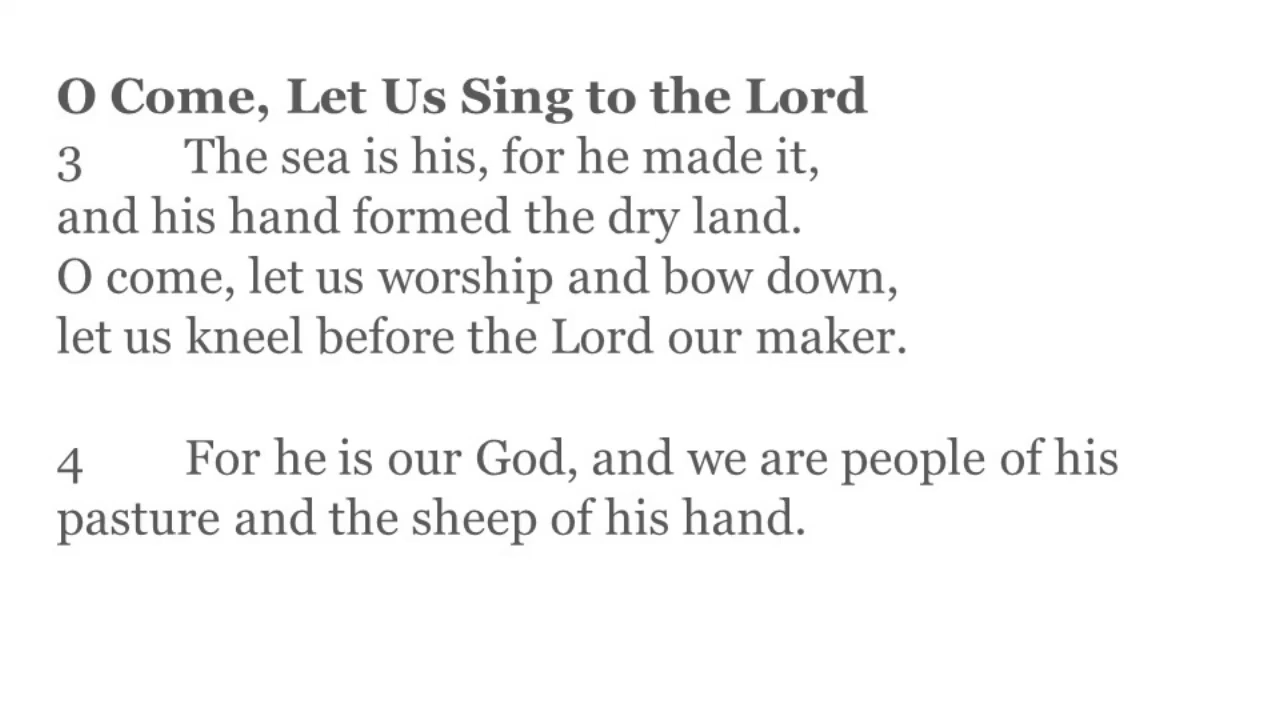 O Come, Let Us Sing to the Lord
3 The sea is his, for he made it,
and his hand formed the dry land.
O come, let us worship and bow down,
let us kneel before the Lord our maker.
4 For he is our God, and we are people of his
pasture and the sheep of his hand.